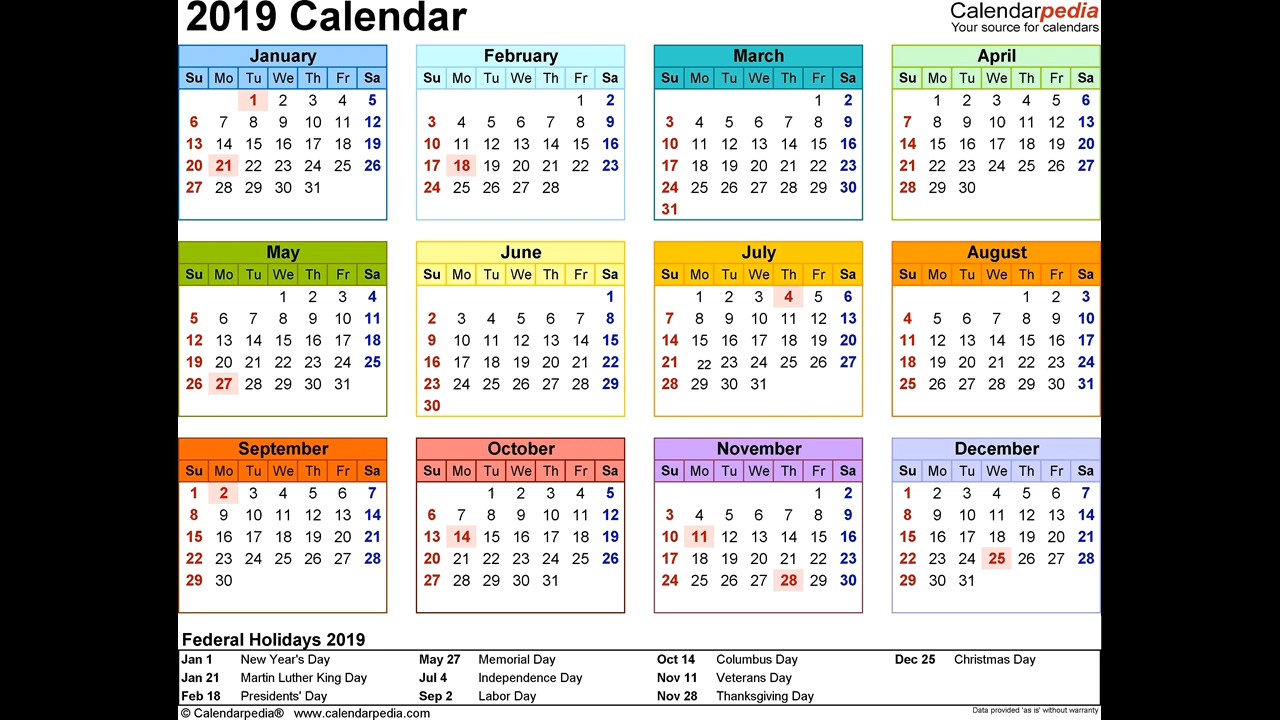 2019 Calendar
Calendarpedia
Your source for calendars
January February March April
Su Mo Tu We Th Fr Sa Su Mo Tu We Th Fr Sa Su Mo Tu We Th Fr Sa Su Mo Tu We Th Fr Sa
1 2 3 4 5 1 2 1 2 1 2 3 4 5 6
6 7 8 9 10 11 12 3 4 5 6 7 8 9 3 4 5 6 7 8 9 7 8 9 10 11 12 13
13 14 15 16 17 18 19 10 11 12 13 14 15 16 10 11 12 13 14 15 16 14 15 16 17 18 19 20
20 21 22 23 24 25 26 17 18 19 20 21 22 23 17 18 19 20 21 22 23 21 22 23 24 25 26 27
27 28 29 30 31 24 25 26 27 28 24 25 26 27 28 29 30 28 29 30
31
May June July August
Su Mo Tu We Th Fr Sa Su Mo Tu We Th Fr Sa Su Mo Tu We Th Fr Sa Su Mo Tu We Th Fr Sa
1 2 3 4 1 1 2 3 4 5 6 1 2 3
5 6 7 8 9 10 11 2 3 4 5 6 7 8 7 8 9 10 11 12 13 4 5 6 7 8 9 10
12 13 14 15 16 17 18 9 10 11 12 13 14 15 14 15 16 17 18 19 20 11 12 13 14 15 16 17
19 20 21 22 23 24 25 16 17 18 19 20 21 22 21 22 23 24 25 26 27 18 19 20 21 22 23 24
26 27 28 29 30 31 23 24 25 26 27 28 29 28 29 30 31 25 26 27 28 29 30 31
30
September October November December
Su Mo Tu We Th Fr Sa Su Mo Tu We Th Fr Sa Su Mo Tu We Th Fr Sa Su Mo Tu We Th Fr Sa
1 2 3 4 5 6 7 1 2 3 4 5 1 2 1 2 3 4 5 6 7
8 9 10 11 12 13 14 6 7 8 9 10 11 12 3 4 5 6 7 8 9 8 9 10 11 12 13 14
15 16 17 18 19 20 21 13 14 15 16 17 18 19 10 11 12 13 14 15 16 15 16 17 18 19 20 21
22 23 24 25 26 27 28 20 21 22 23 24 25 26 17 18 19 20 21 22 23 22 23 24 25 26 27 28
29 30 27 28 29 30 31 24 25 26 27 28 29 30 29 30 31
Federal Holidays 2019
Jan 1 New Year's Day May 27 Memorial Day Oct 14 Columbus Day Dec 25 Christmas Day
Jan 21 Martin Luther King Day Jul 4 Independence Day Nov 11 Veterans Day
Feb 18 Presidents' Day Sep 2 Labor Day Nov 28 Thanksgiving Day
© Calendarpedia® www.calendarpedia.com Data provided 'as is' without warranty